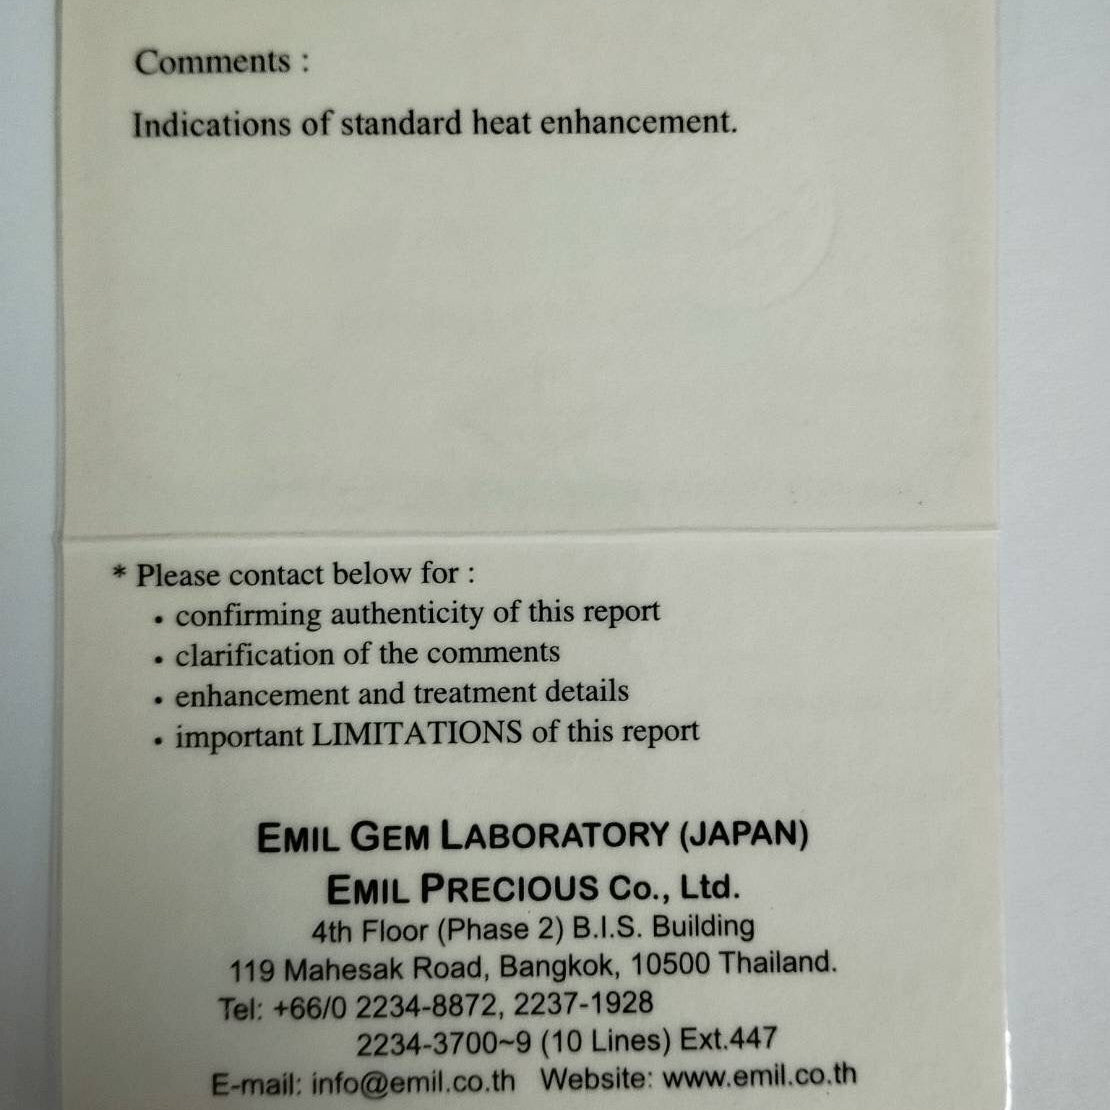 Comments :
Indications of standard heat enhancement.
* Please contact below for :
• confirming authenticity of this report
• clarification of the comments
• enhancement and treatment details
• important LIMITATIONS of this report
EMIL GEM LABORATORY (JAPAN)
EMIL PRECIOUS Co., Ltd.
4th Floor (Phase 2) B.I.S. Building
119 Mahesak Road, Bangkok, 10500 Thailand.
Tel: +66/0 2234-8872, 2237-1928
2234-3700~9 (10 Lines) Ext.447
E-mail: info@emil.co.th Website: www.emil.co.th